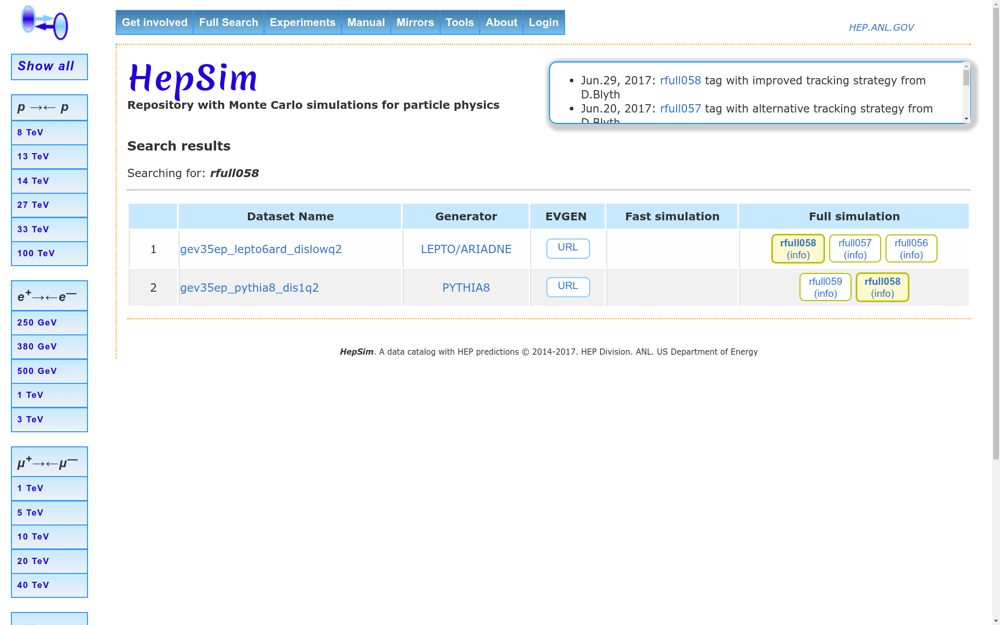 Get involved Full Search Experiments Manual Mirrors Tools About Login
HEP.ANL.GOV
Show all
p →← p
8 TeV
13 TeV
14 TeV
27 TeV
33 TeV
100 TeV
e+→←e—
250 GeV
380 GeV
500 GeV
1 TeV
3 TeV
μ+→←μ—
1 TeV
5 TeV
10 TeV
20 TeV
40 TeV
HepSim
Repository with Monte Carlo simulations for particle physics
• Jun.29, 2017: rfull058 tag with improved tracking strategy from
D.Blyth
• Jun.20, 2017: rfull057 tag with alternative tracking strategy from
D.Blyth
Search results
Searching for: rfull058
Dataset Name Generator EVGEN Fast simulation Full simulation
1 gev35ep_lepto6ard_dislowq2 LEPTO/ARIADNE URL rfull058 (info) rfull057 (info) rfull056 (info)
2 gev35ep_pythia8_dis1q2 PYTHIA8 URL rfull059 (info) rfull058 (info)
HepSim. A data catalog with HEP predictions © 2014-2017. HEP Division. ANL. US Department of Energy